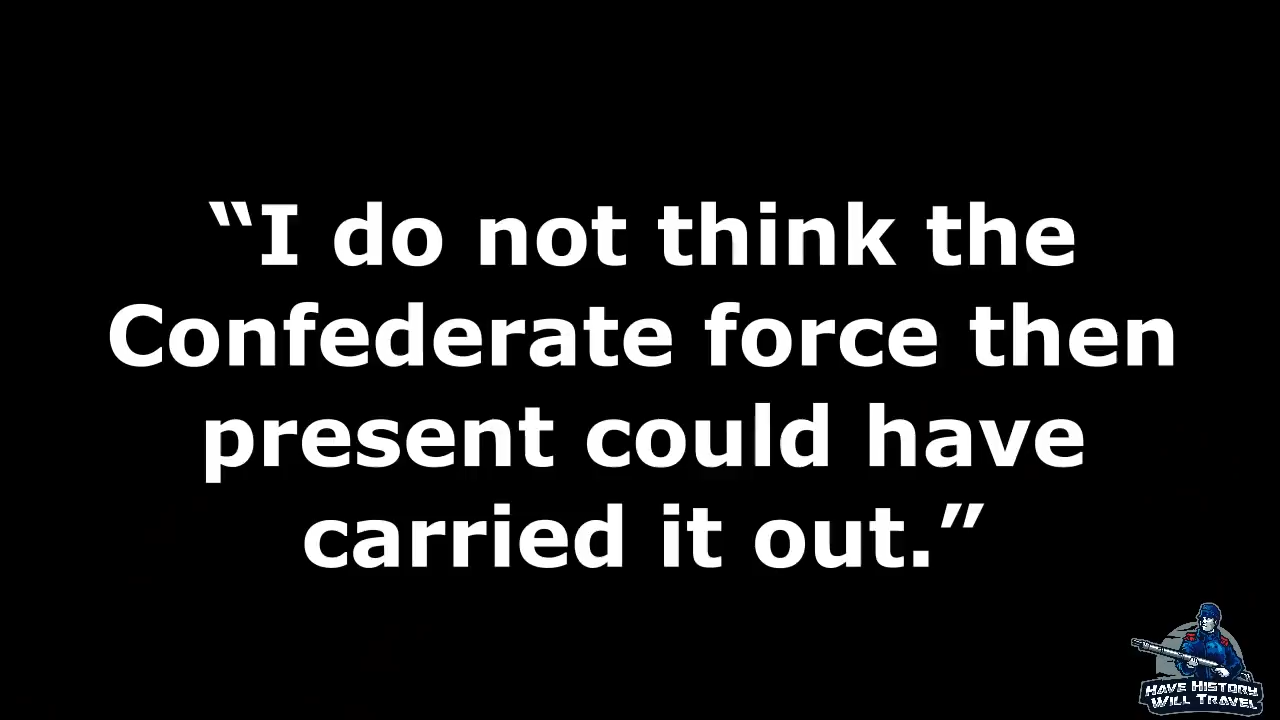 “I do not think the
Confederate force then
present could have
carried it out.”
HAVE HISTORY
WILL TRAVEL